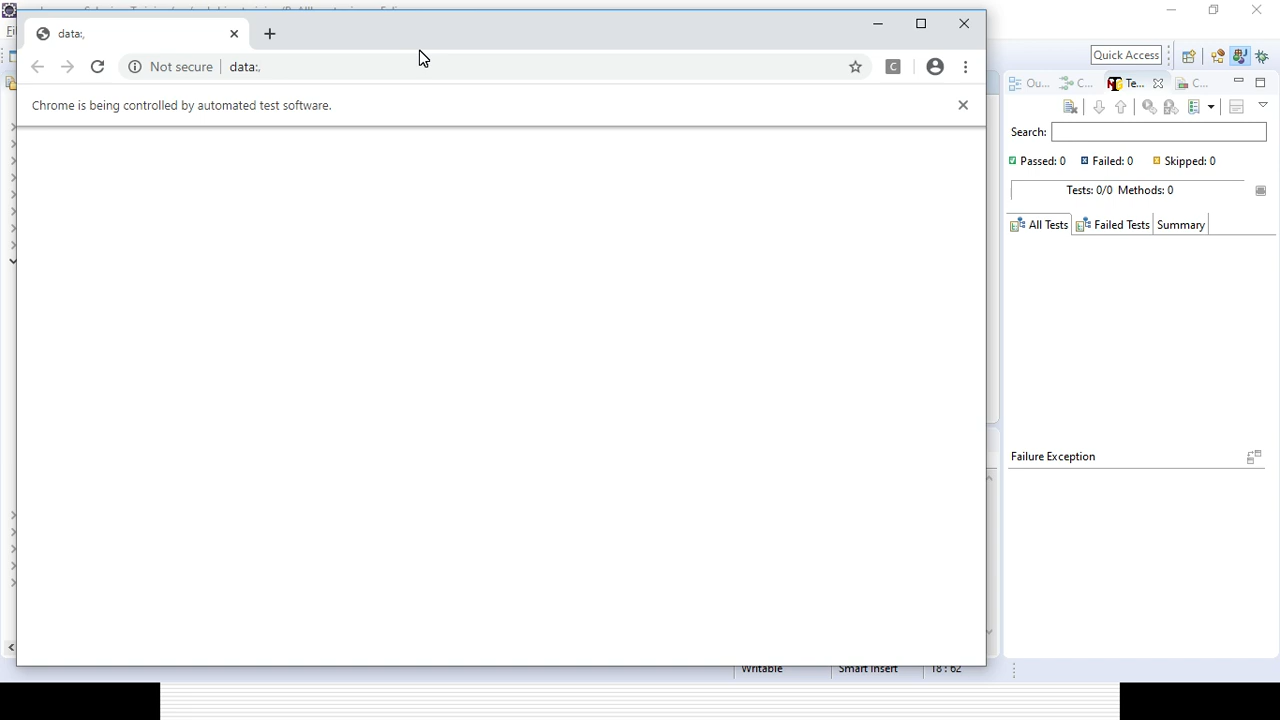 data:,
Not secure data:,
C
Quick Access
Chrome is being controlled by automated test software.
Ou... C... Te... C...
Search:
Passed: 0 Failed: 0 Skipped: 0
Tests: 0/0 Methods: 0
All Tests Failed Tests Summary
Failure Exception
Writable Smart Insert 18 : 62